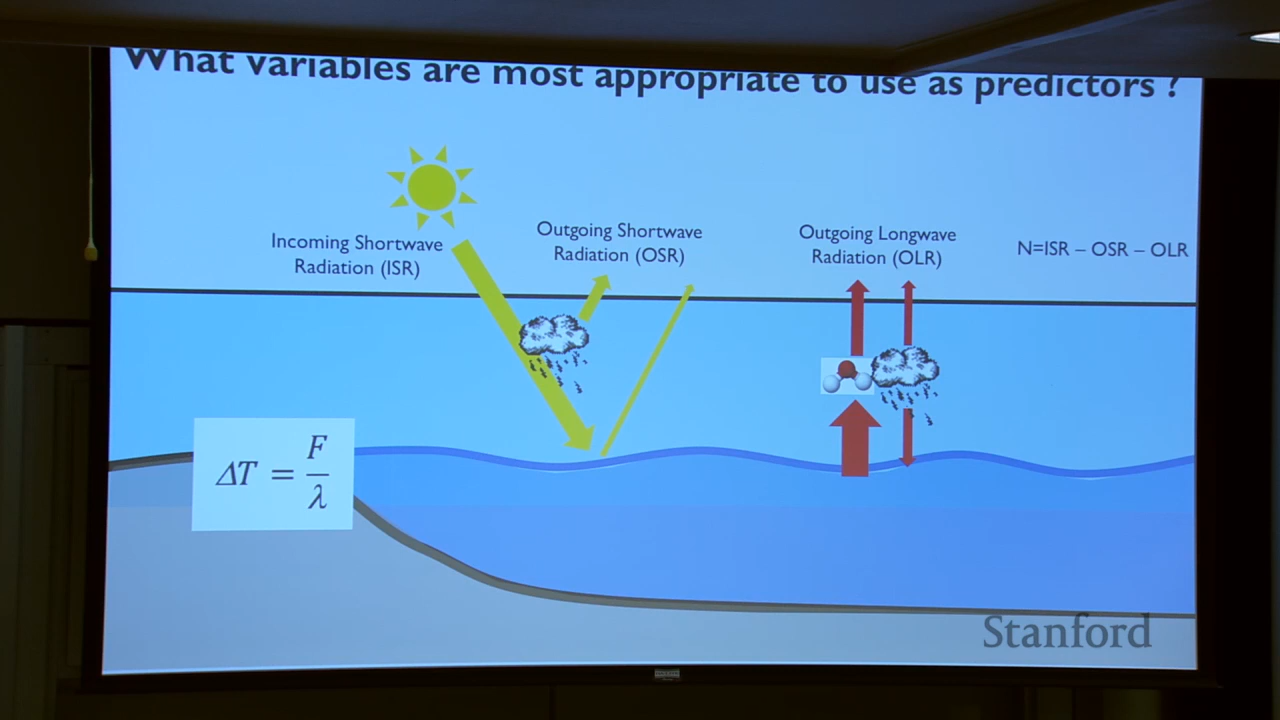 What variables are most appropriate to use as predictors ?
Incoming Shortwave
Radiation (ISR)
Outgoing Shortwave
Radiation (OSR)
Outgoing Longwave
Radiation (OLR)
N=ISR – OSR – OLR
ΔT = F/λ
Stanford